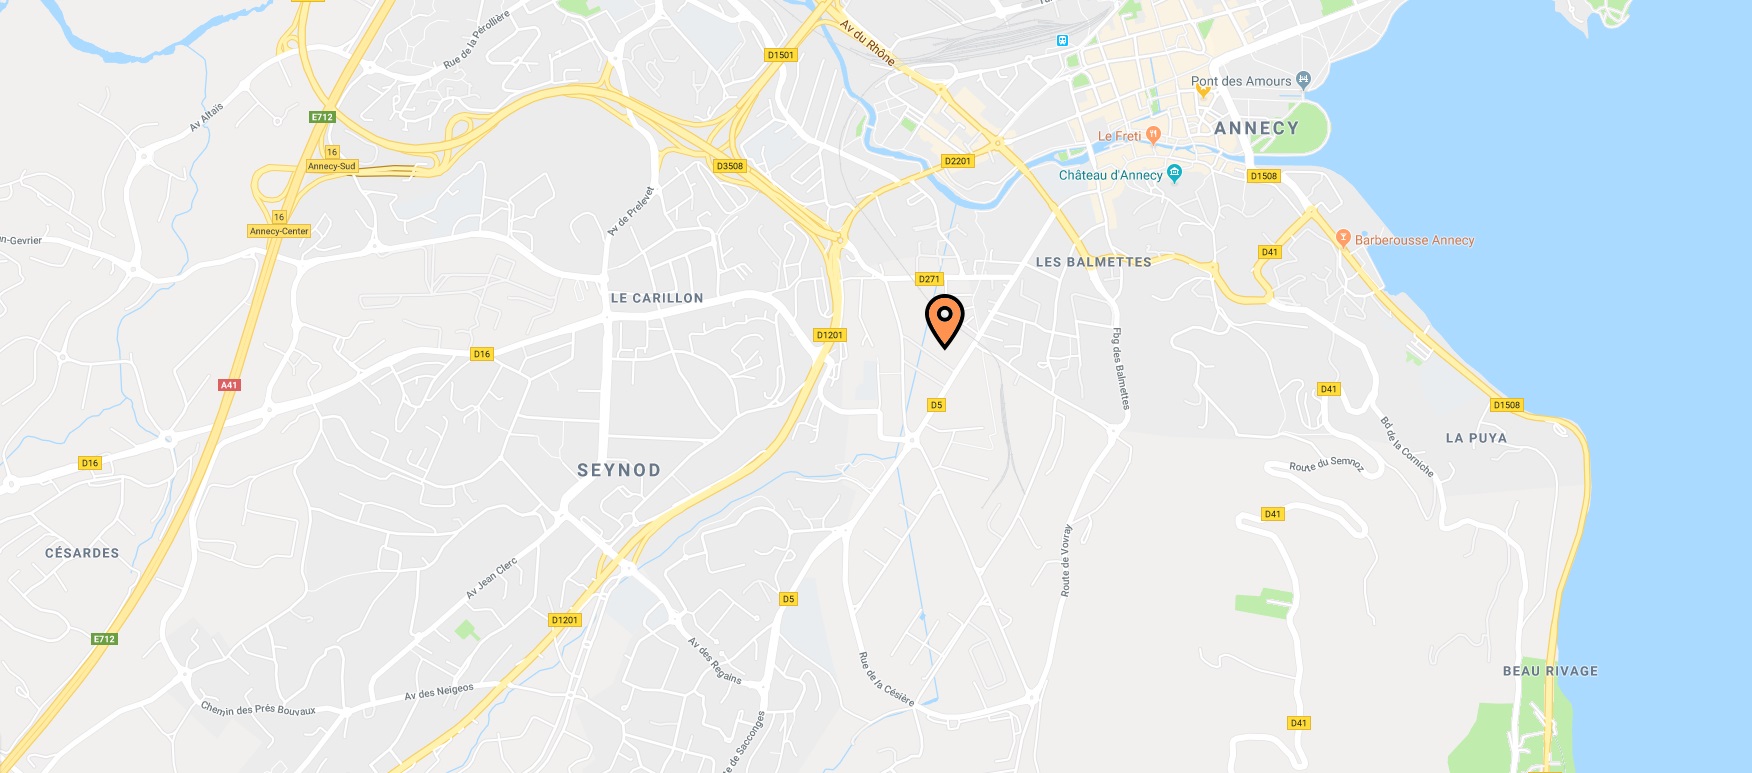 Rue de la Pérollière
Av du Rhône
D1501
Pont des Amours
Av Altaïs
E712
ANNECY
Le Freti
16
Annecy-Sud
D3508
D2201
Château d'Annecy
D1508
Av de Prelevet
16
Annecy-Center
n-Gevrier
Barberousse Annecy
D41
LES BALMETTES
D271
LE CARILLON
D1201
D16
Fbg des Balmettes
A41
D41
D5
D1508
Bd de la Corniche
LA PUYA
D16
SEYNOD
Route du Semnoz
D41
CÉSARDES
Route de Vovray
Av Jean Clerc
D5
D1201
E712
Av des Regains
Rue de la Césière
BEAU RIVAGE
Av des Neigeos
Chemin des Prés Bouvaux
D41
e de Sacconges